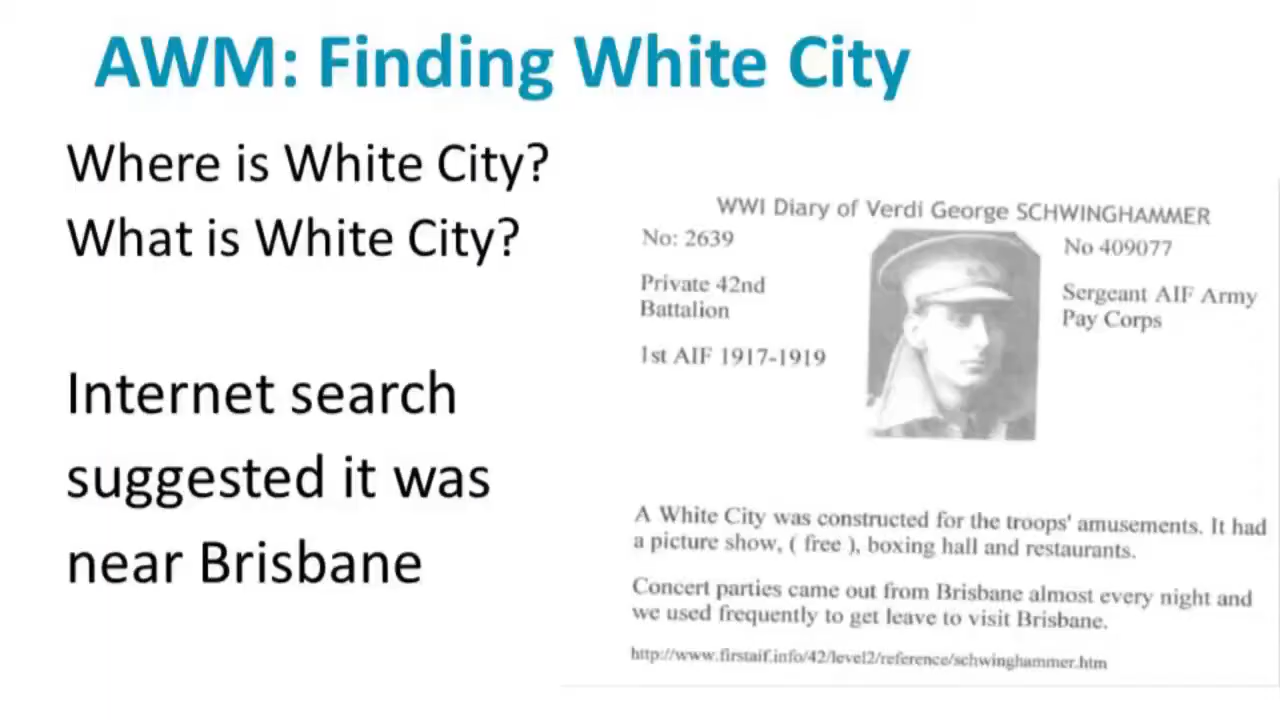 AWM: Finding White City
Where is White City?
What is White City?
Internet search
suggested it was
near Brisbane
WWI Diary of Verdi George SCHWINGHAMMER
No: 2639
Private 42nd
Battalion
1st AIF 1917-1919
No 409077
Sergeant AIF Army
Pay Corps
A White City was constructed for the troops' amusements. It had
a picture show, ( free ), boxing hall and restaurants.
Concert parties came out from Brisbane almost every night and
we used frequently to get leave to visit Brisbane.
http://www.firstaif.info/42/level2/reference/schwinghammer.htm